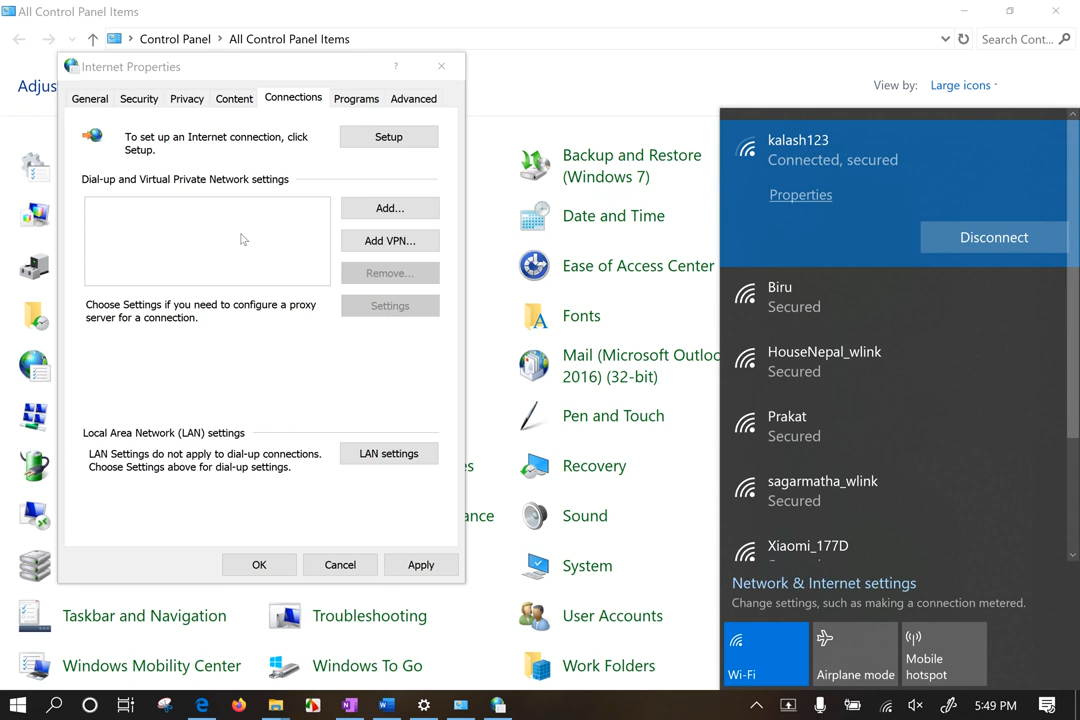 All Control Panel Items
Control Panel
All Control Panel Items
Search Cont...
Adjus
View by:
Large icons
Internet Properties
?
General
Security
Privacy
Content
Connections
Programs
Advanced
To set up an Internet connection, click
Setup.
Setup
Dial-up and Virtual Private Network settings
Add...
Add VPN...
Remove...
Choose Settings if you need to configure a proxy
server for a connection.
Settings
Local Area Network (LAN) settings
LAN Settings do not apply to dial-up connections.
Choose Settings above for dial-up settings.
LAN settings
OK
Cancel
Apply
Backup and Restore
(Windows 7)
Date and Time
Ease of Access Center
Fonts
Mail (Microsoft Outloo
2016) (32-bit)
Pen and Touch
es
Recovery
ance
Sound
System
Taskbar and Navigation
Troubleshooting
User Accounts
Windows Mobility Center
Windows To Go
Work Folders
kalash123
Connected, secured
Properties
Disconnect
Biru
Secured
HouseNepal_wlink
Secured
Prakat
Secured
sagarmatha_wlink
Secured
Xiaomi_177D
Network & Internet settings
Change settings, such as making a connection metered.
Wi-Fi
Airplane mode
Mobile
hotspot
5:49 PM